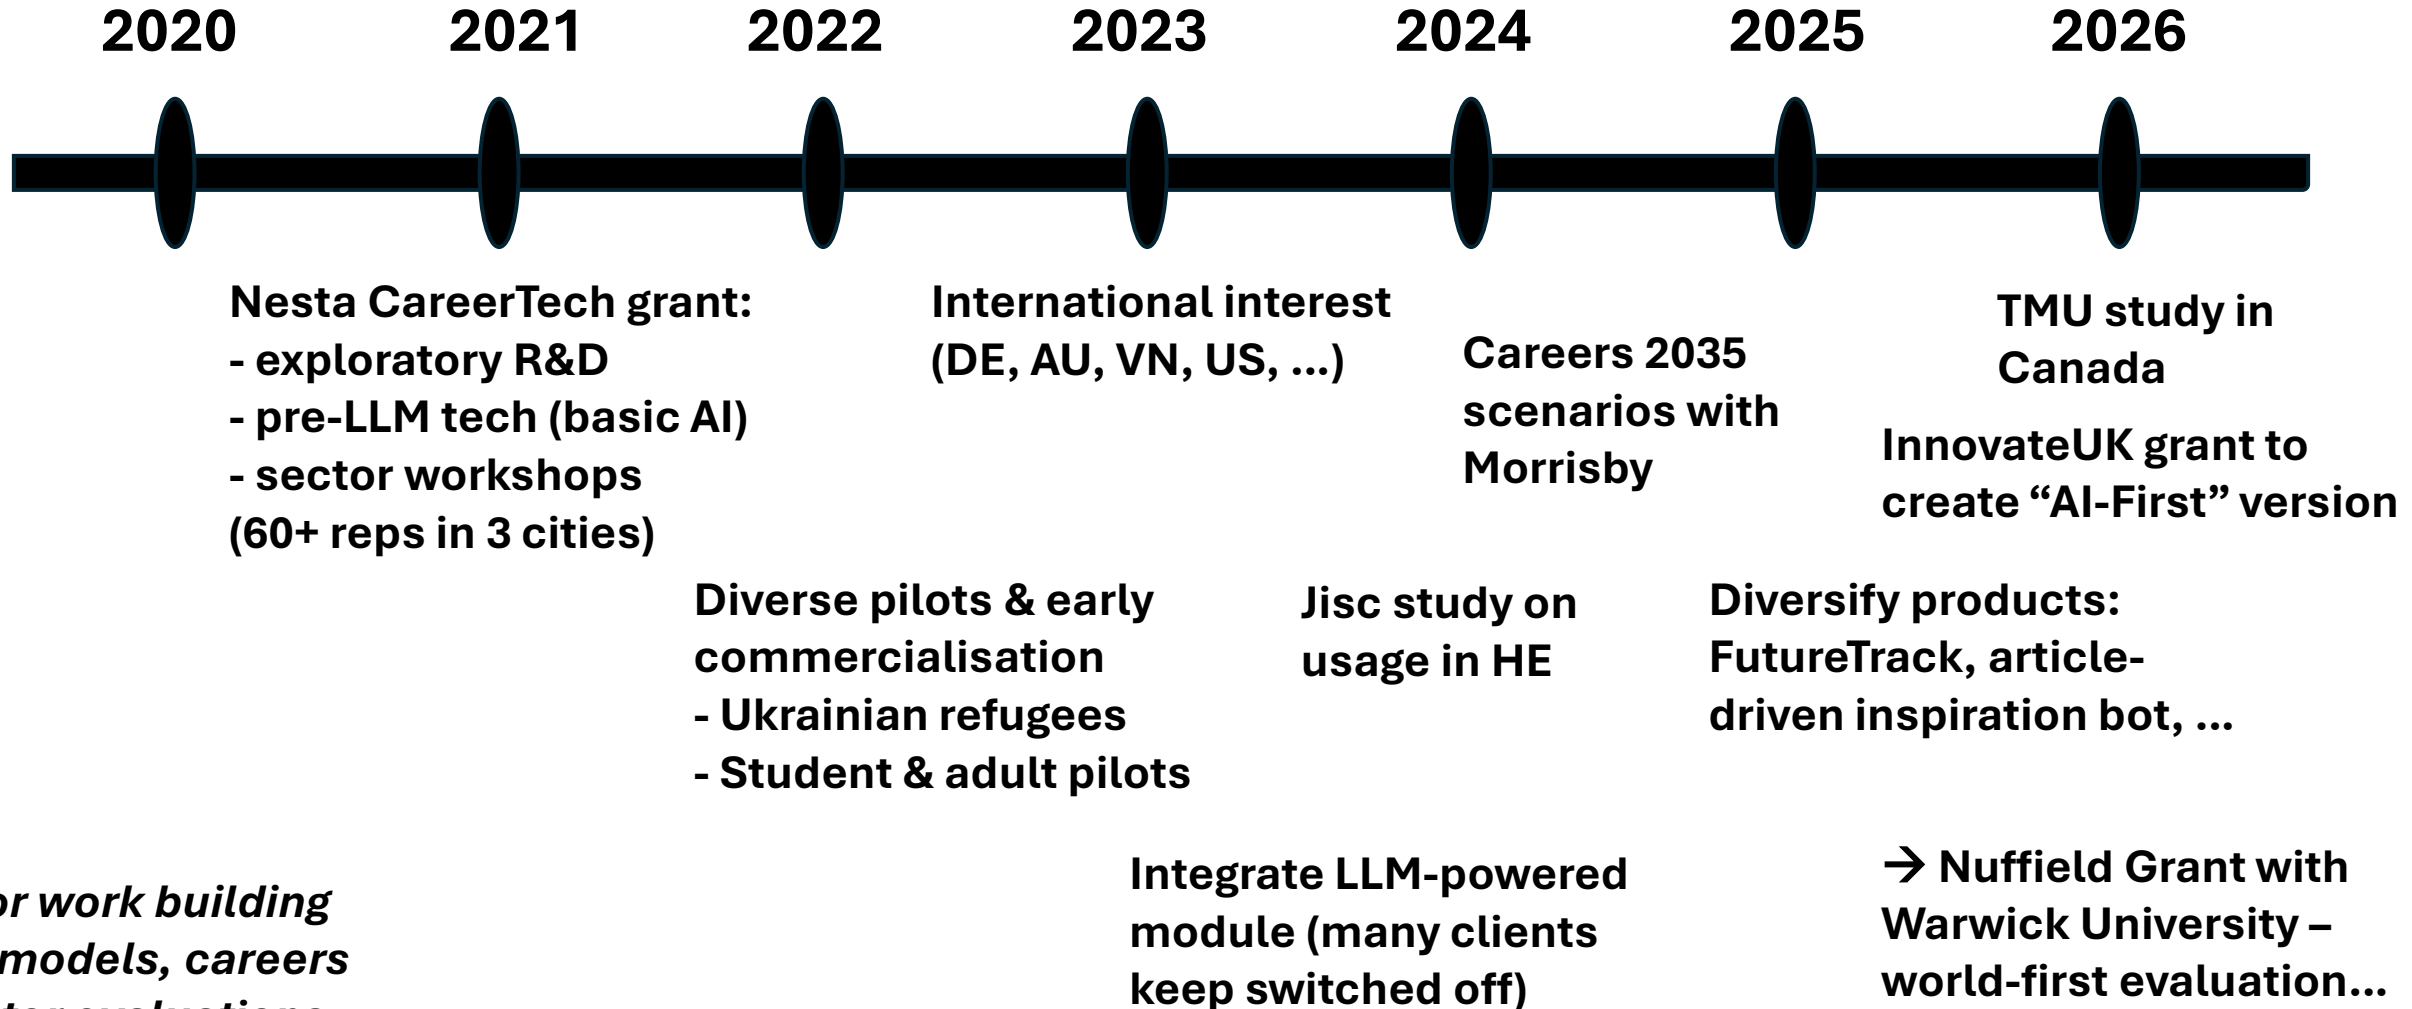 2020 2021 2022 2023 2024 2025 2026
Nesta CareerTech grant:
- exploratory R&D
- pre-LLM tech (basic AI)
- sector workshops
(60+ reps in 3 cities)
International interest
(DE, AU, VN, US, ...)
Careers 2035
scenarios with
Morrisby
TMU study in
Canada
InnovateUK grant to
create “AI-First” version
Diverse pilots & early
commercialisation
- Ukrainian refugees
- Student & adult pilots
Jisc study on
usage in HE
Diversify products:
FutureTrack, article-
driven inspiration bot, ...
work building
models, careers
evaluations
Integrate LLM-powered
module (many clients
keep switched off)
→ Nuffield Grant with
Warwick University –
world-first evaluation...